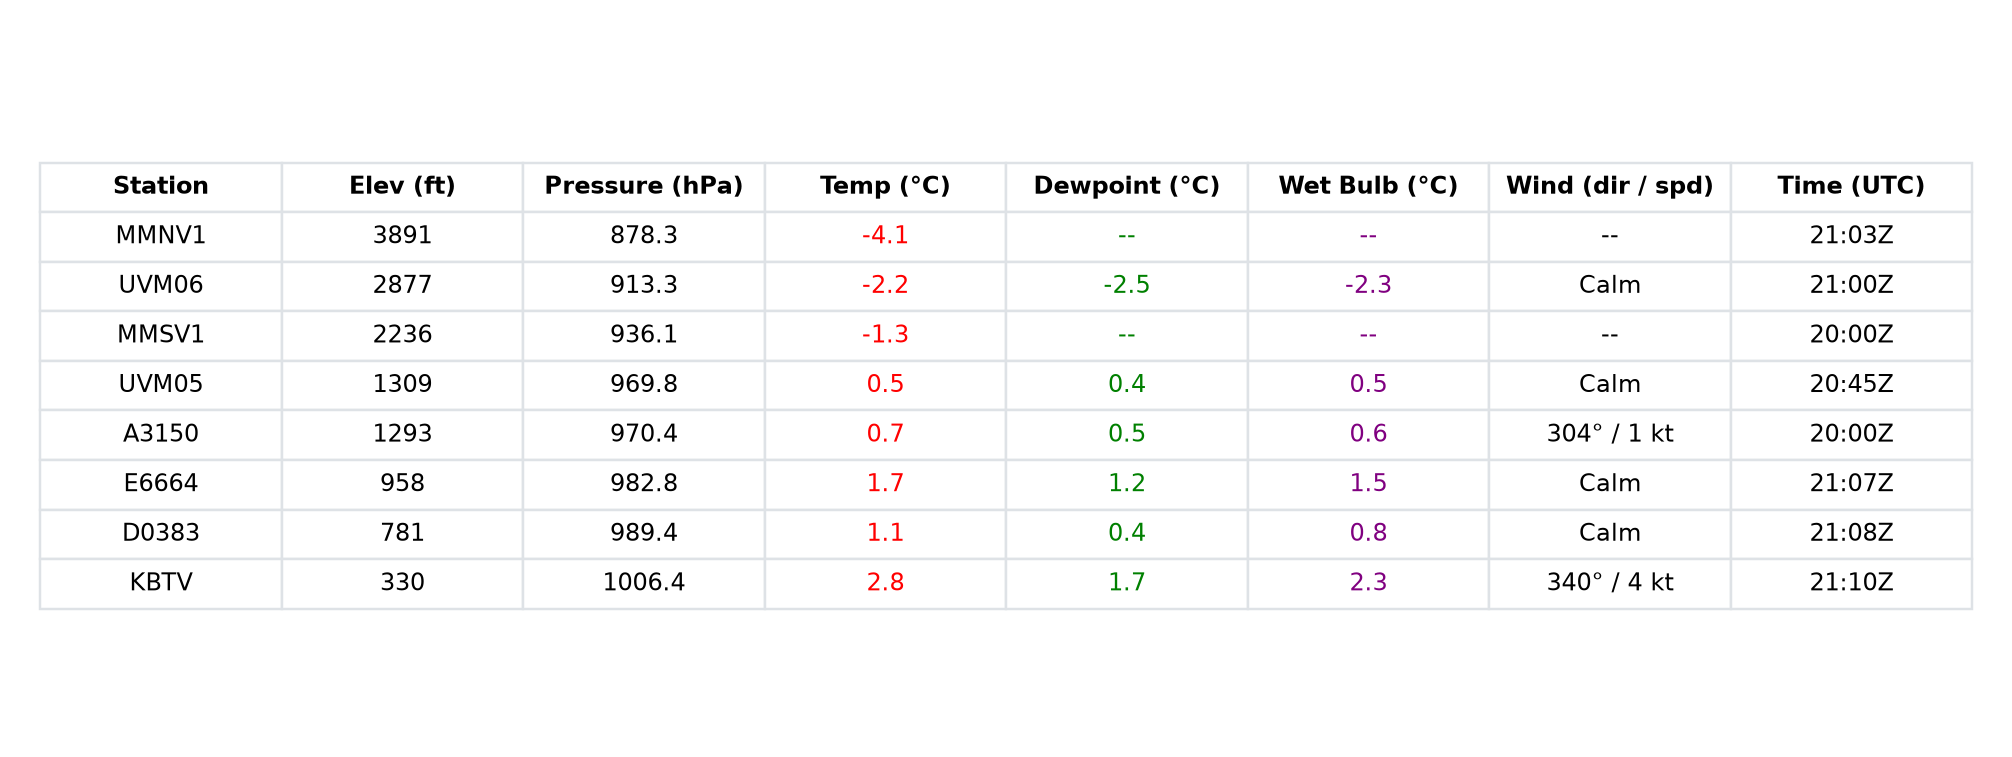 Station Elev (ft) Pressure (hPa) Temp (°C) Dewpoint (°C) Wet Bulb (°C) Wind (dir / spd) Time (UTC)
MMNV1 3891 878.3 -4.1 -- -- -- 21:03Z
UVM06 2877 913.3 -2.2 -2.5 -2.3 Calm 21:00Z
MMSV1 2236 936.1 -1.3 -- -- -- 20:00Z
UVM05 1309 969.8 0.5 0.4 0.5 Calm 20:45Z
A3150 1293 970.4 0.7 0.5 0.6 304° / 1 kt 20:00Z
E6664 958 982.8 1.7 1.2 1.5 Calm 21:07Z
D0383 781 989.4 1.1 0.4 0.8 Calm 21:08Z
KBTV 330 1006.4 2.8 1.7 2.3 340° / 4 kt 21:10Z